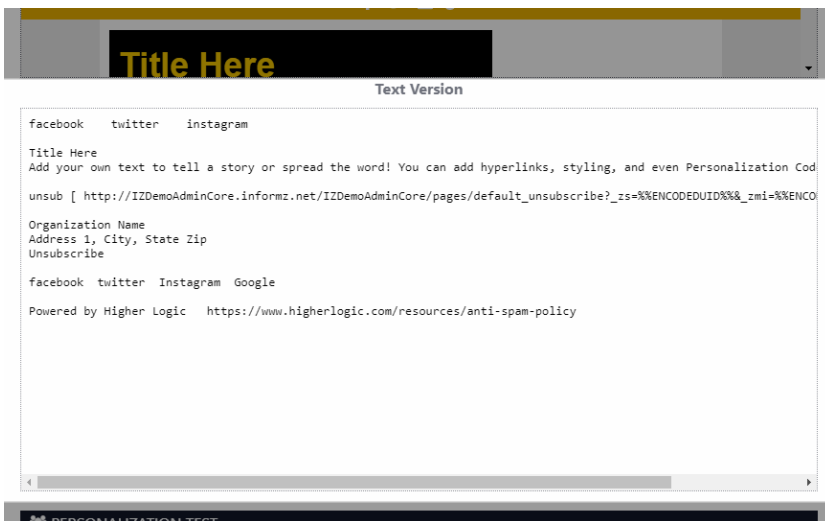 Title Here
Text Version
facebook twitter instagram
Title Here
Add your own text to tell a story or spread the word! You can add hyperlinks, styling, and even Personalization Cod
unsub [ http://IZDemoAdminCore.informz.net/IZDemoAdminCore/pages/default_unsubscribe?_zs=%%ENCODEDUID%%&_zmi=%%ENCO
Organization Name
Address 1, City, State Zip
Unsubscribe
facebook twitter Instagram Google
Powered by Higher Logic https://www.higherlogic.com/resources/anti-spam-policy
PERSONALIZATION TEST